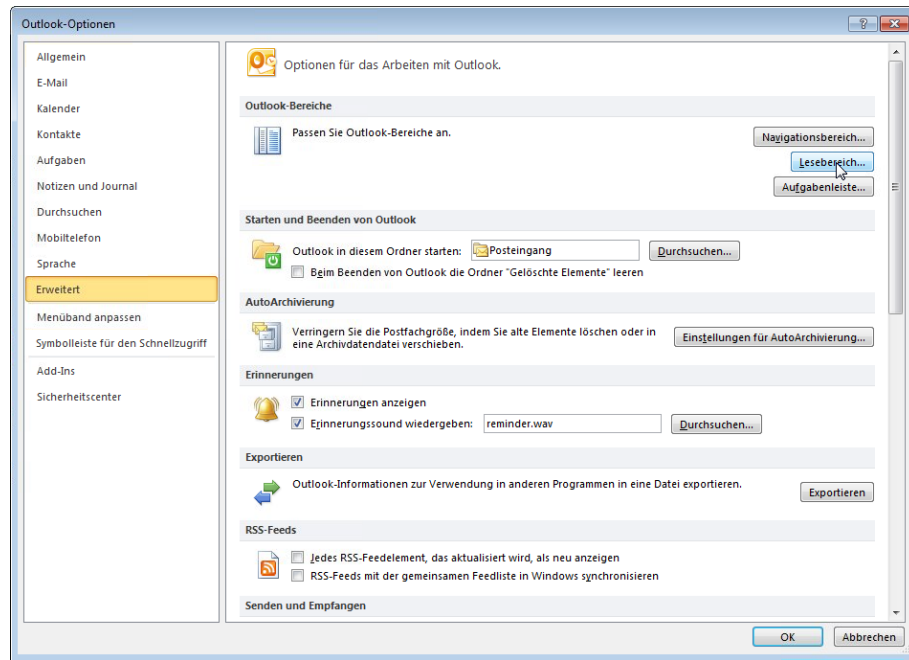 Outlook-Optionen
Allgemein
E-Mail
Kalender
Kontakte
Aufgaben
Notizen und Journal
Durchsuchen
Mobiltelefon
Sprache
Erweitert
Menüband anpassen
Symbolleiste für den Schnellzugriff
Add-Ins
Sicherheitscenter
Optionen für das Arbeiten mit Outlook.
Outlook-Bereiche
Passen Sie Outlook-Bereiche an.
Navigationsbereich...
Lesebereich...
Aufgabenleiste...
Starten und Beenden von Outlook
Outlook in diesem Ordner starten: Posteingang Durchsuchen...
Beim Beenden von Outlook die Ordner "Gelöschte Elemente" leeren
AutoArchivierung
Verringern Sie die Postfachgröße, indem Sie alte Elemente löschen oder in
eine Archivdatendatei verschieben.
Einstellungen für AutoArchivierung...
Erinnerungen
Erinnerungen anzeigen
Erinnerungssound wiedergeben: reminder.wav Durchsuchen...
Exportieren
Outlook-Informationen zur Verwendung in anderen Programmen in eine Datei exportieren.
Exportieren
RSS-Feeds
Jedes RSS-Feedelement, das aktualisiert wird, als neu anzeigen
RSS-Feeds mit der gemeinsamen Feedliste in Windows synchronisieren
Senden und Empfangen
OK Abbrechen